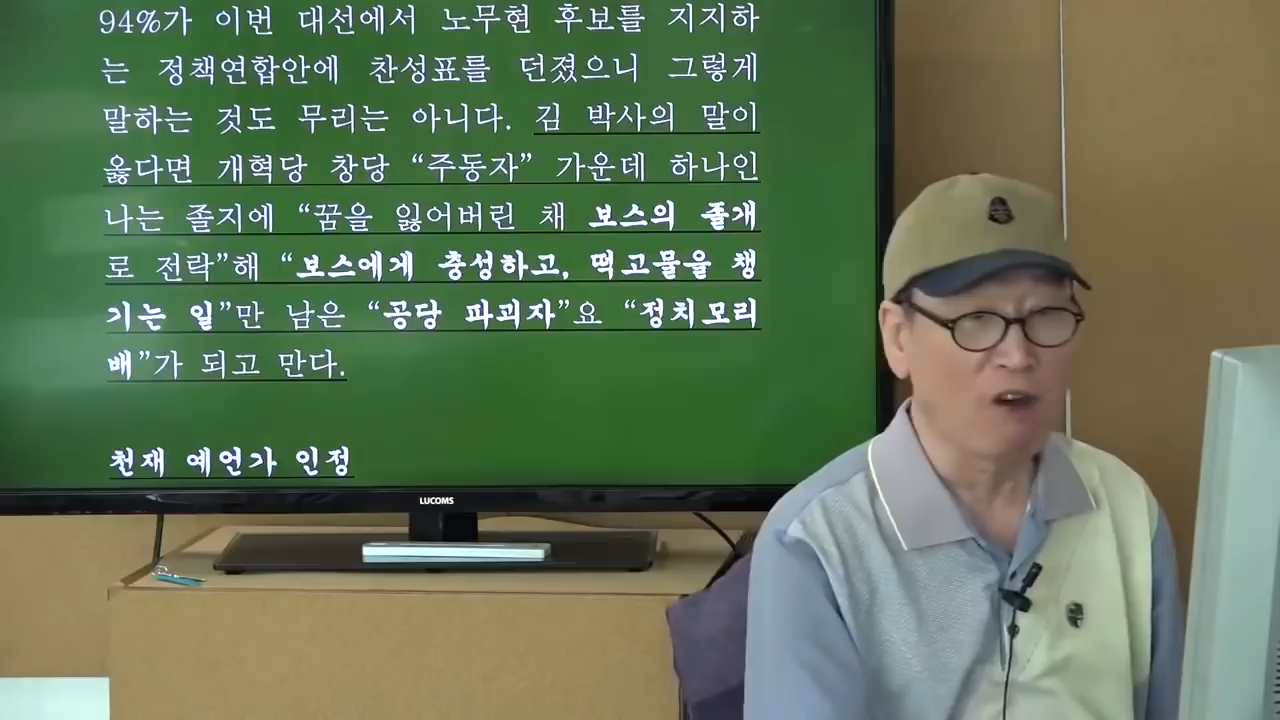 94%가 이번 대선에서 노무현 후보를 지지하
는 정책연합안에 찬성표를 던졌으니 그렇게
말하는 것도 무리는 아니다. 김 박사의 말이
옳다면 개혁당 창당 “주동자” 가운데 하나인
나는 졸지에 “꿈을 잃어버린 채 보스의 졸개
로 전락”해 “보스에게 충성하고, 떡고물을 챙
기는 일”만 남은 “공당 파괴자”요 “정치모리
배”가 되고 만다.
천재 예언가 인정
LUCOMS